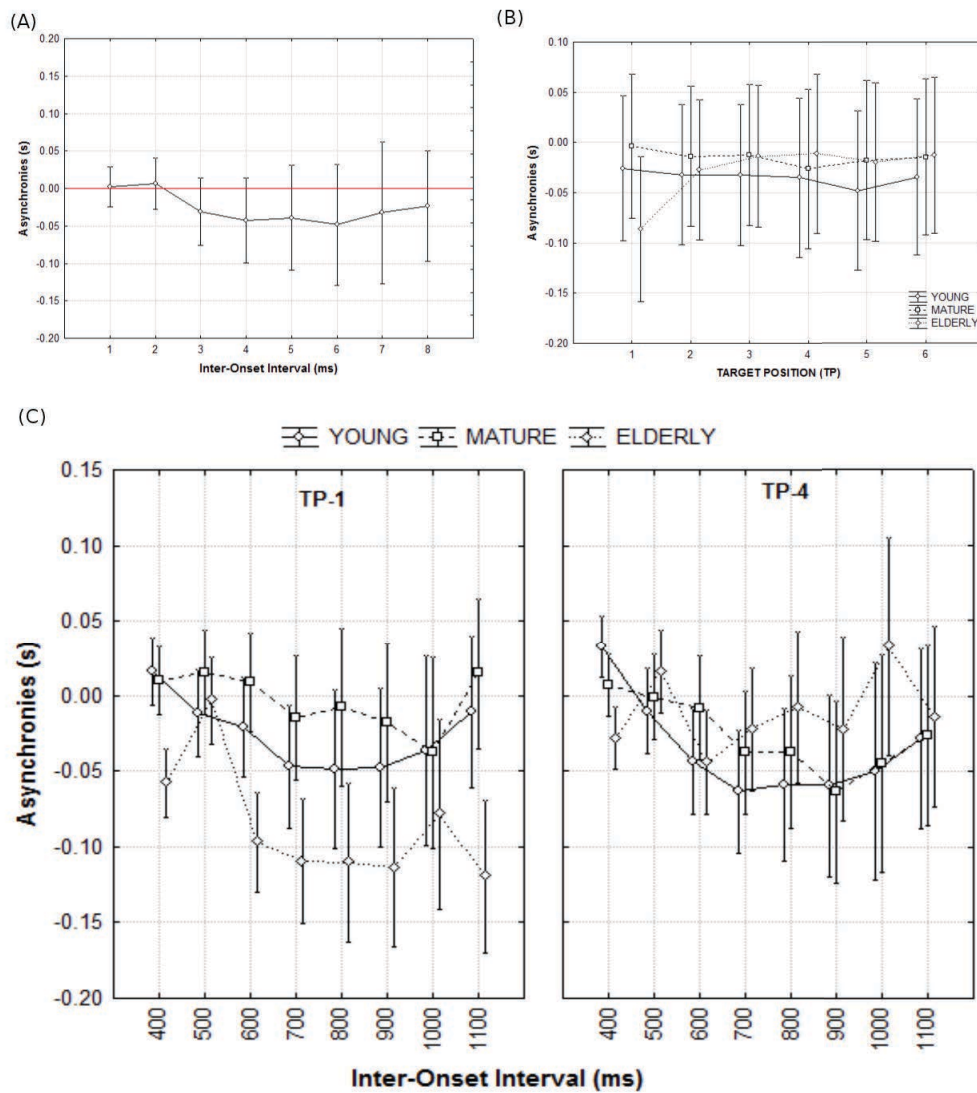 (A)
0.20
0.15
0.10
0.05
0.00
-0.05
-0.10
-0.15
-0.20
Asynchronies (s)
1 2 3 4 5 6 7 8
Inter-Onset Interval (ms)
(B)
0.10
0.05
0.00
-0.05
-0.10
-0.15
-0.20
Asynchronies (s)
YOUNG
MATURE
ELDERLY
1 2 3 4 5 6
TARGET POSITION (TP)
(C)
YOUNG MATURE ELDERLY
TP-1 TP-4
0.15
0.10
0.05
0.00
-0.05
-0.10
-0.15
-0.20
Asynchronies (s)
400 500 600 700 800 900 1000 1100 400 500 600 700 800 900 1000 1100
Inter-Onset Interval (ms)